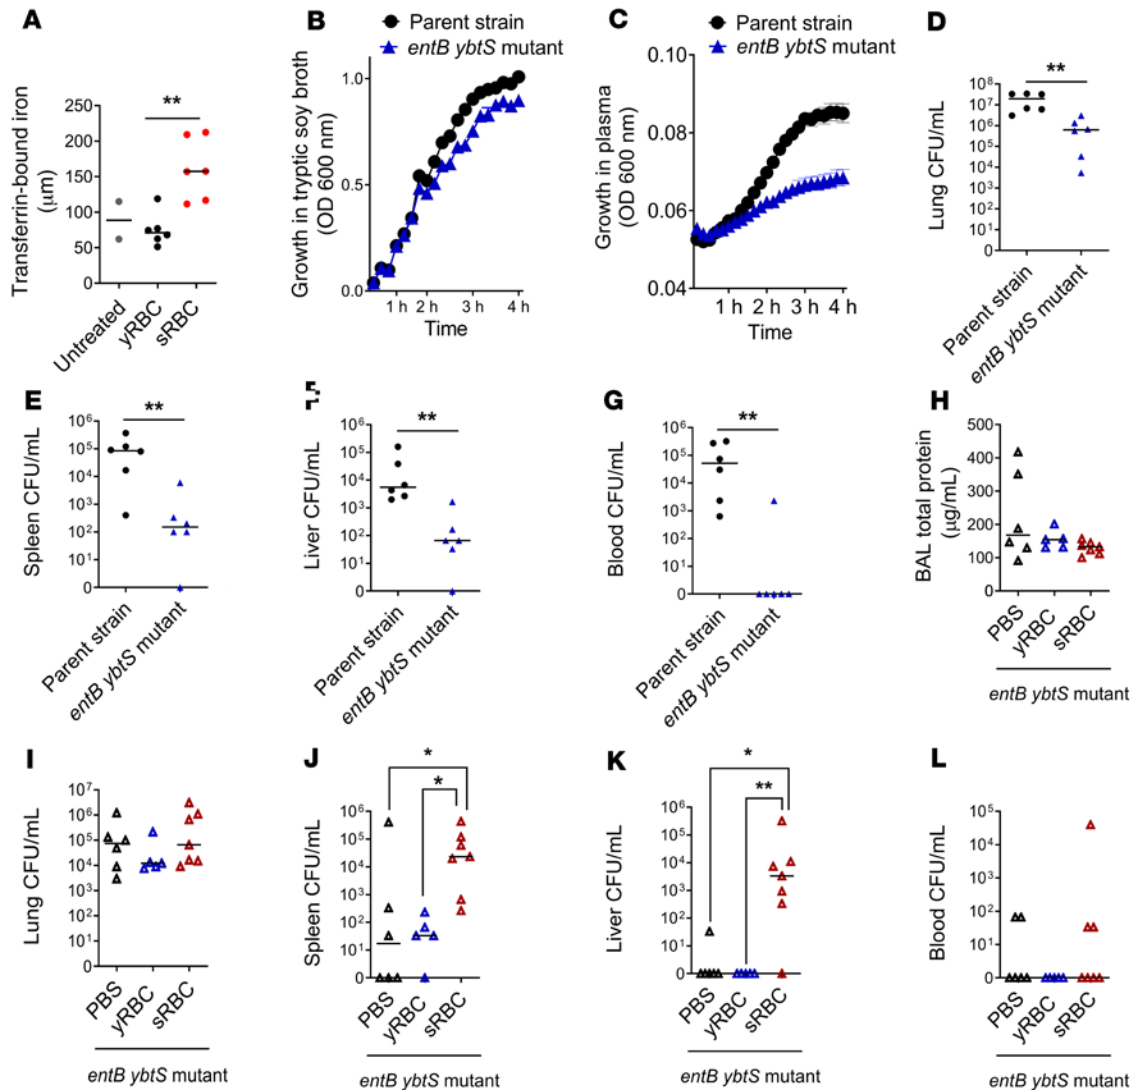 A
Transferrin-bound iron
(μm)
250
200
150
100
50
0
**
Untreated
yRBC
sRBC
B
Parent strain
entB ybtS mutant
Growth in tryptic soy broth
(OD 600 nm)
1.0
0.5
0.0
1 h
2 h
3 h
4 h
Time
C
Parent strain
entB ybtS mutant
Growth in plasma
(OD 600 nm)
0.10
0.08
0.06
0.04
1 h
2 h
3 h
4 h
Time
D
Lung CFU/mL
10⁸
10⁷
10⁶
10⁵
10⁴
10³
10²
10¹
0
**
Parent strain
entB ybtS mutant
E
Spleen CFU/mL
10⁶
10⁵
10⁴
10³
10²
10¹
0
**
Parent strain
entB ybtS mutant
Liver CFU/mL
10⁶
10⁵
10⁴
10³
10²
10¹
0
**
Parent strain
entB ybtS mutant
G
Blood CFU/mL
10⁶
10⁵
10⁴
10³
10²
10¹
0
**
Parent strain
entB ybtS mutant
H
BAL total protein
(μg/mL)
500
400
300
200
100
0
PBS
yRBC
sRBC
entB ybtS mutant
I
Lung CFU/mL
10⁷
10⁶
10⁵
10⁴
10³
10²
10¹
0
PBS
yRBC
sRBC
entB ybtS mutant
J
Spleen CFU/mL
10⁶
10⁵
10⁴
10³
10²
10¹
0
*
*
PBS
yRBC
sRBC
entB ybtS mutant
K
Liver CFU/mL
10⁶
10⁵
10⁴
10³
10²
10¹
0
*
**
PBS
yRBC
sRBC
entB ybtS mutant
L
Blood CFU/mL
10⁵
10⁴
10³
10²
10¹
0
PBS
yRBC
sRBC
entB ybtS mutant